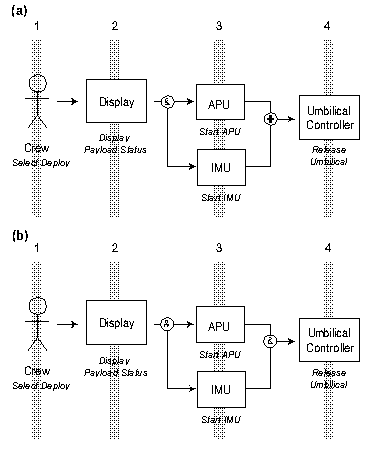 (a)
1 2 3 4
Crew
Select Deploy
Display
Display
Payload Status
&
APU
Start APU
IMU
Start IMU
+
Umbilical
Controller
Release
Umbilical
(b)
1 2 3 4
Crew
Select Deploy
Display
Display
Payload Status
&
APU
Start APU
IMU
Start IMU
&
Umbilical
Controller
Release
Umbilical